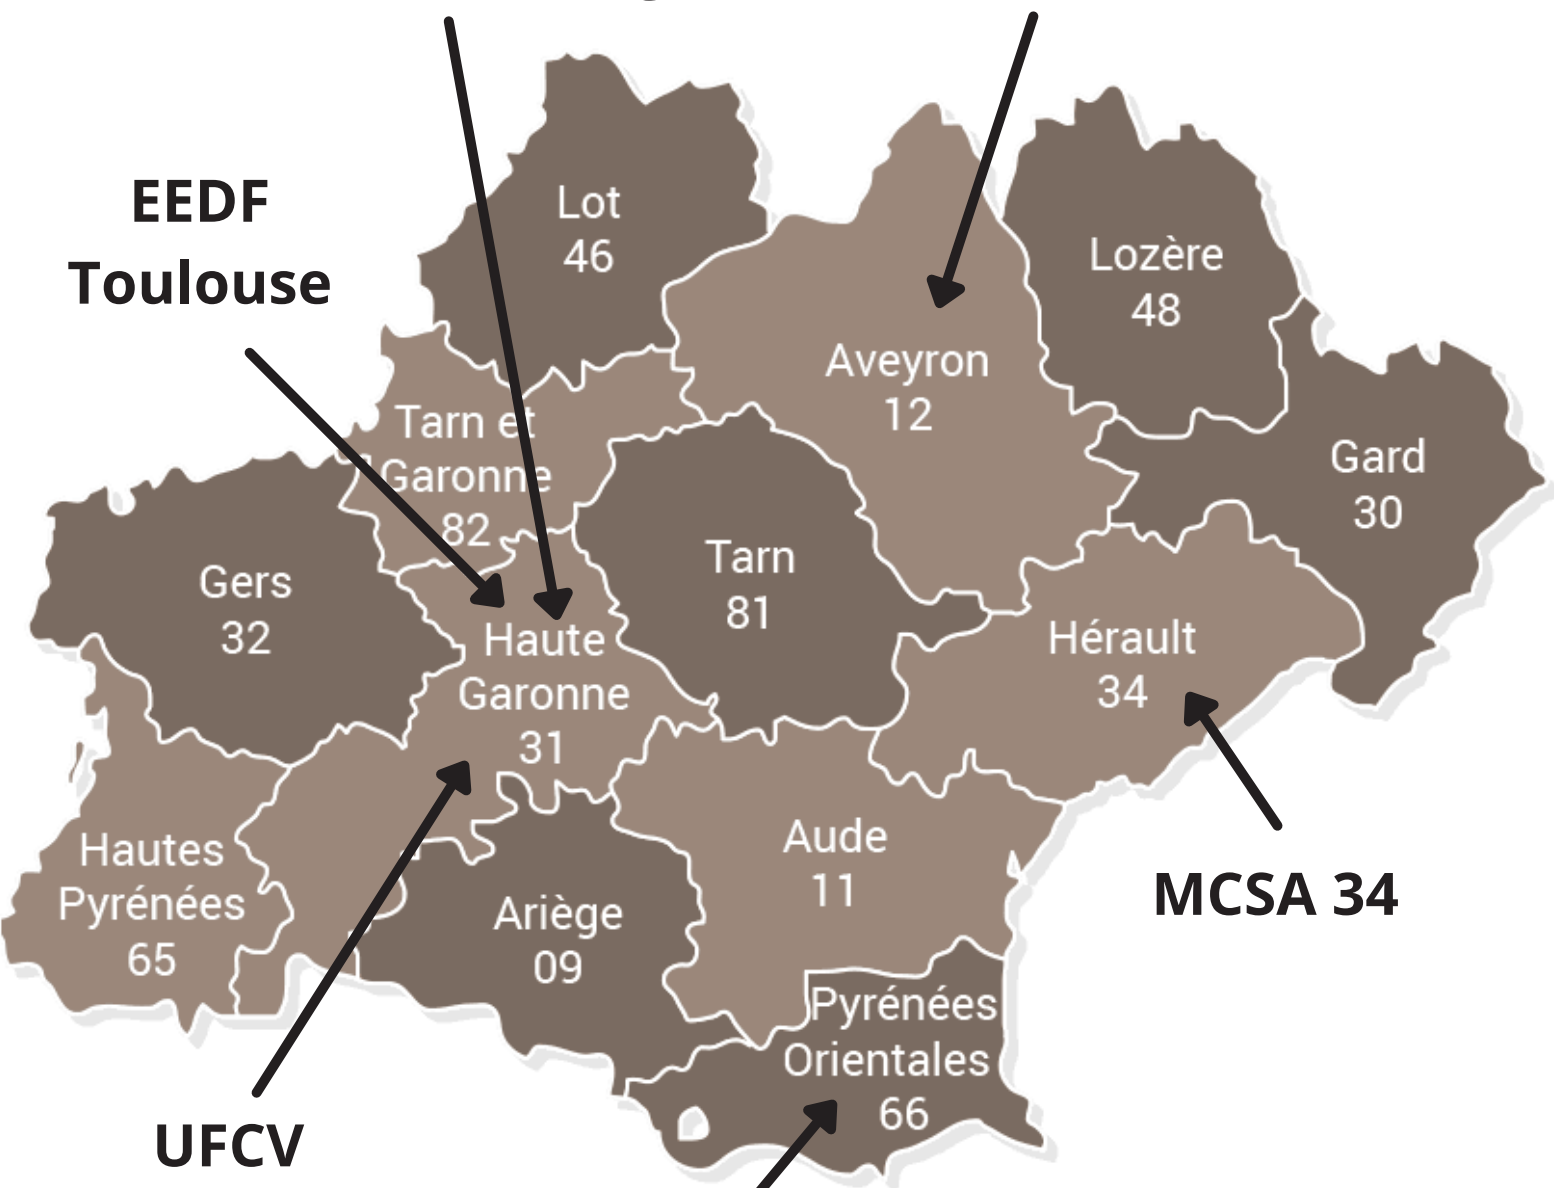 EEDF
Toulouse
Lot
46
Lozère
48
Aveyron
12
Tarn et
Garonne
82
Gard
30
Gers
32
Tarn
81
Haute
Garonne
31
Hérault
34
Hautes
Pyrénées
65
Aude
11
MCSA 34
Ariège
09
Pyrénées
Orientales
66
UFCV